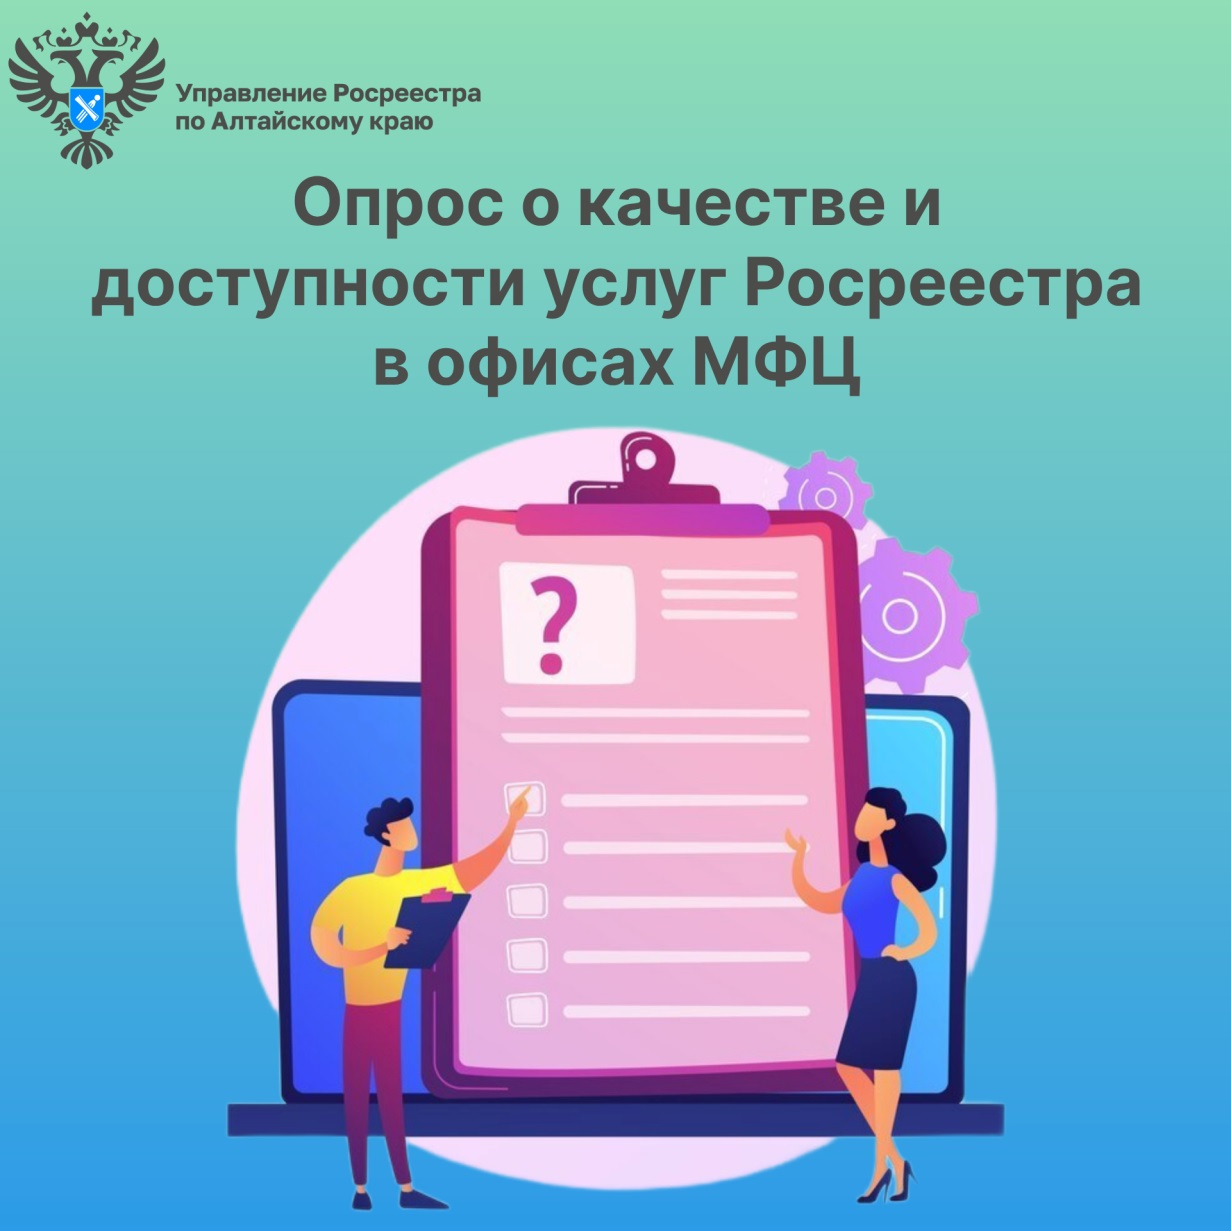 Управление Росреестра
по Алтайскому краю
Опрос о качестве и
доступности услуг Росреестра
в офисах МФЦ
?